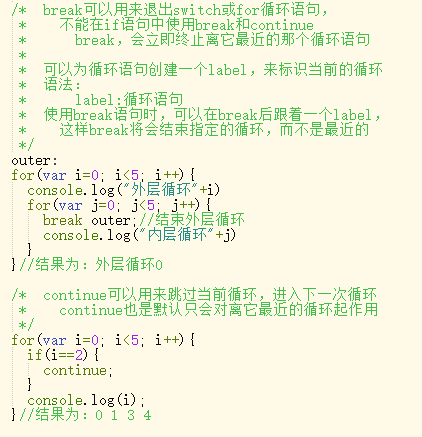 /*  break可以用来退出switch或for循环语句，
*    不能在if语句中使用break和continue
*      break，会立即终止离它最近的那个循环语句
*
*  可以为循环语句创建一个label，来标识当前的循环
*  语法：
*      label:循环语句
*  使用break语句时，可以在break后跟着一个label，
*    这样break将会结束指定的循环，而不是最近的
*/
outer:
for(var i=0; i<5; i++){
console.log("外层循环"+i)
for(var j=0; j<5; j++){
break outer;//结束外层循环
console.log("内层循环"+j)
}
}//结果为：外层循环0
/*  continue可以用来跳过当前循环，进入下一次循环
*    continue也是默认只会对离它最近的循环起作用
*/
for(var i=0; i<5; i++){
if(i==2){
continue;
}
console.log(i);
}//结果为：0 1 3 4